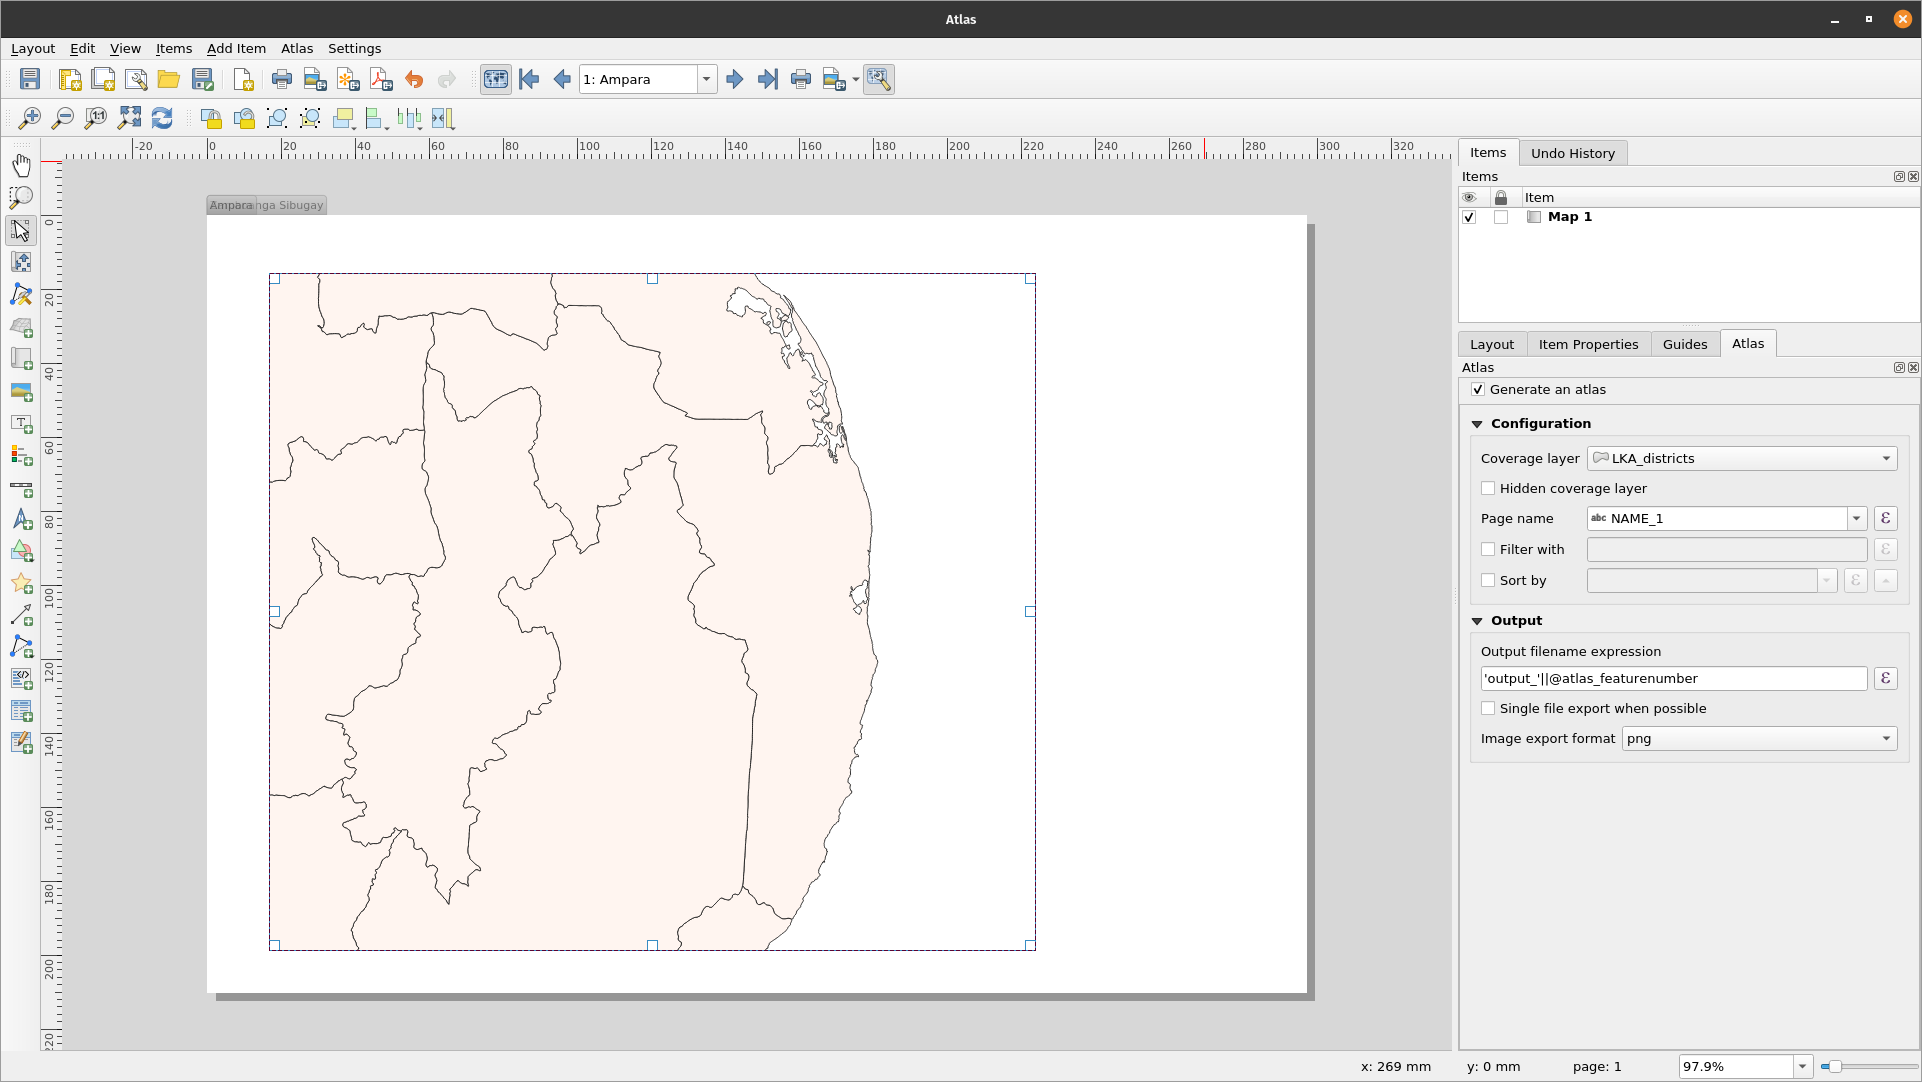 Atlas
Layout Edit View Items Add Item Atlas Settings
1: Ampara
1:1
-20 0 20 40 60 80 100 120 140 160 180 200 220 240 260 280 300 320
Ampara nga Sibugay
0
20
40
60
80
100
120
140
160
180
200
220
Items Undo History
Items
Item
Map 1
Layout Item Properties Guides Atlas
Atlas
Generate an atlas
Configuration
Coverage layer LKA_districts
Hidden coverage layer
Page name abc NAME_1 ε
Filter with ε
Sort by ε
Output
Output filename expression
'output_'||@atlas_featurenumber ε
Single file export when possible
Image export format png
x: 269 mm y: 0 mm page: 1 97.9%